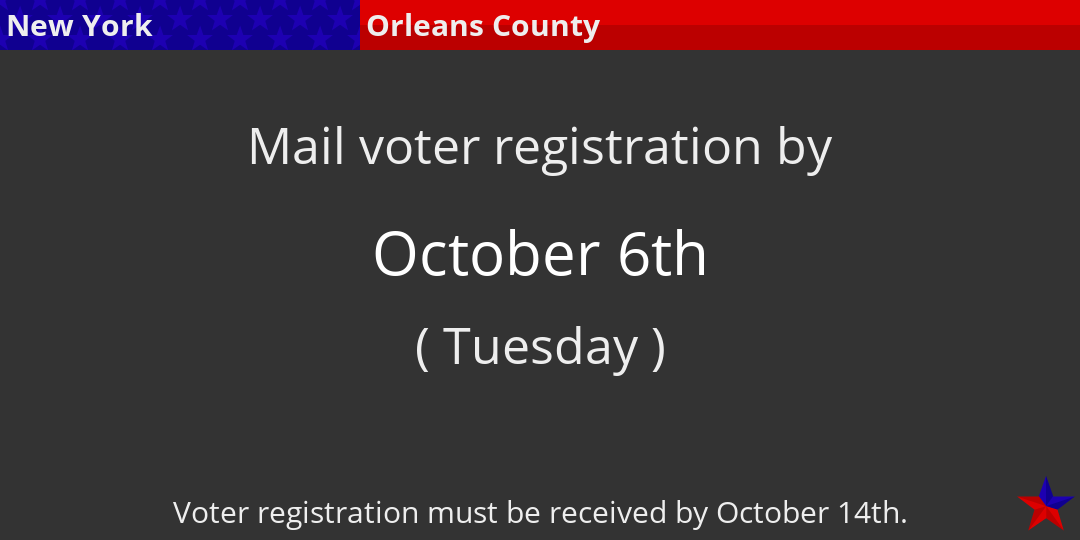 New York
Orleans County
Mail voter registration by
October 6th
( Tuesday )
Voter registration must be received by October 14th.